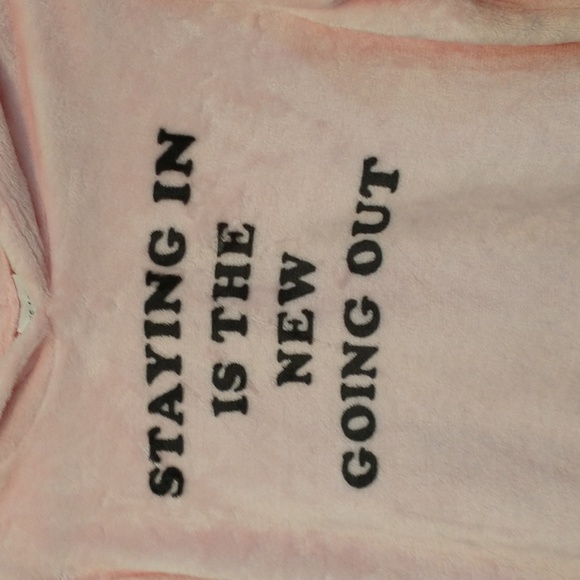 STAYING IN
IS THE
NEW
GOING OUT